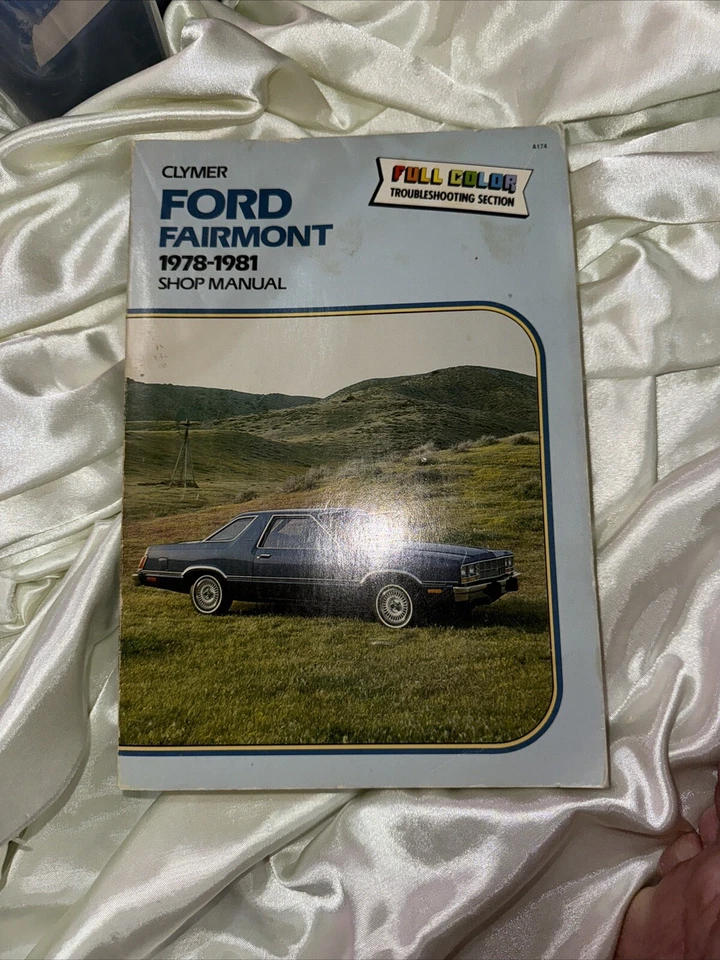 A174
CLYMER
FULL COLOR
FORD
TROUBLESHOOTING SECTION
FAIRMONT
1978-1981
SHOP MANUAL